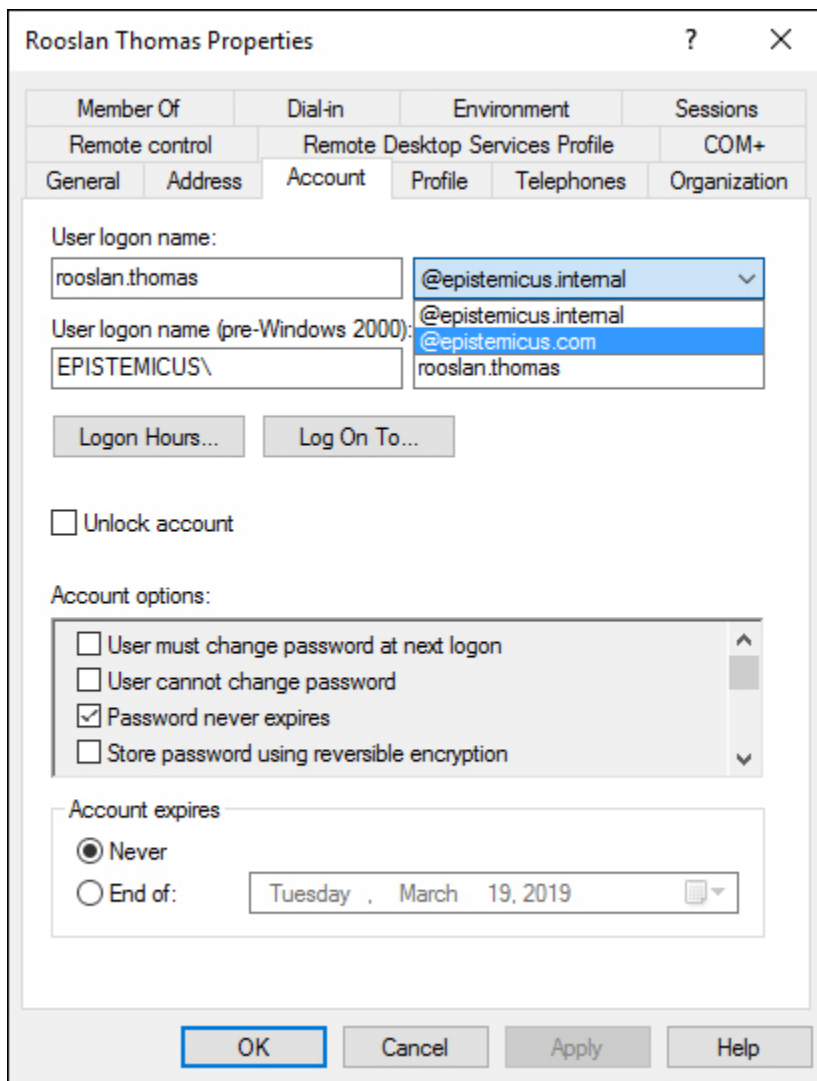 Rooslan Thomas Properties ?
Member Of Dial-in Environment Sessions
Remote control Remote Desktop Services Profile COM+
General Address Account Profile Telephones Organization
User logon name:
rooslan.thomas @epistemicus.internal
@epistemicus.internal
User logon name (pre-Windows 2000): @epistemicus.com
EPISTEMICUS\ rooslan.thomas
Logon Hours... Log On To...
Unlock account
Account options:
User must change password at next logon
User cannot change password
Password never expires
Store password using reversible encryption
Account expires
Never
End of: Tuesday , March 19, 2019
OK Cancel Apply Help